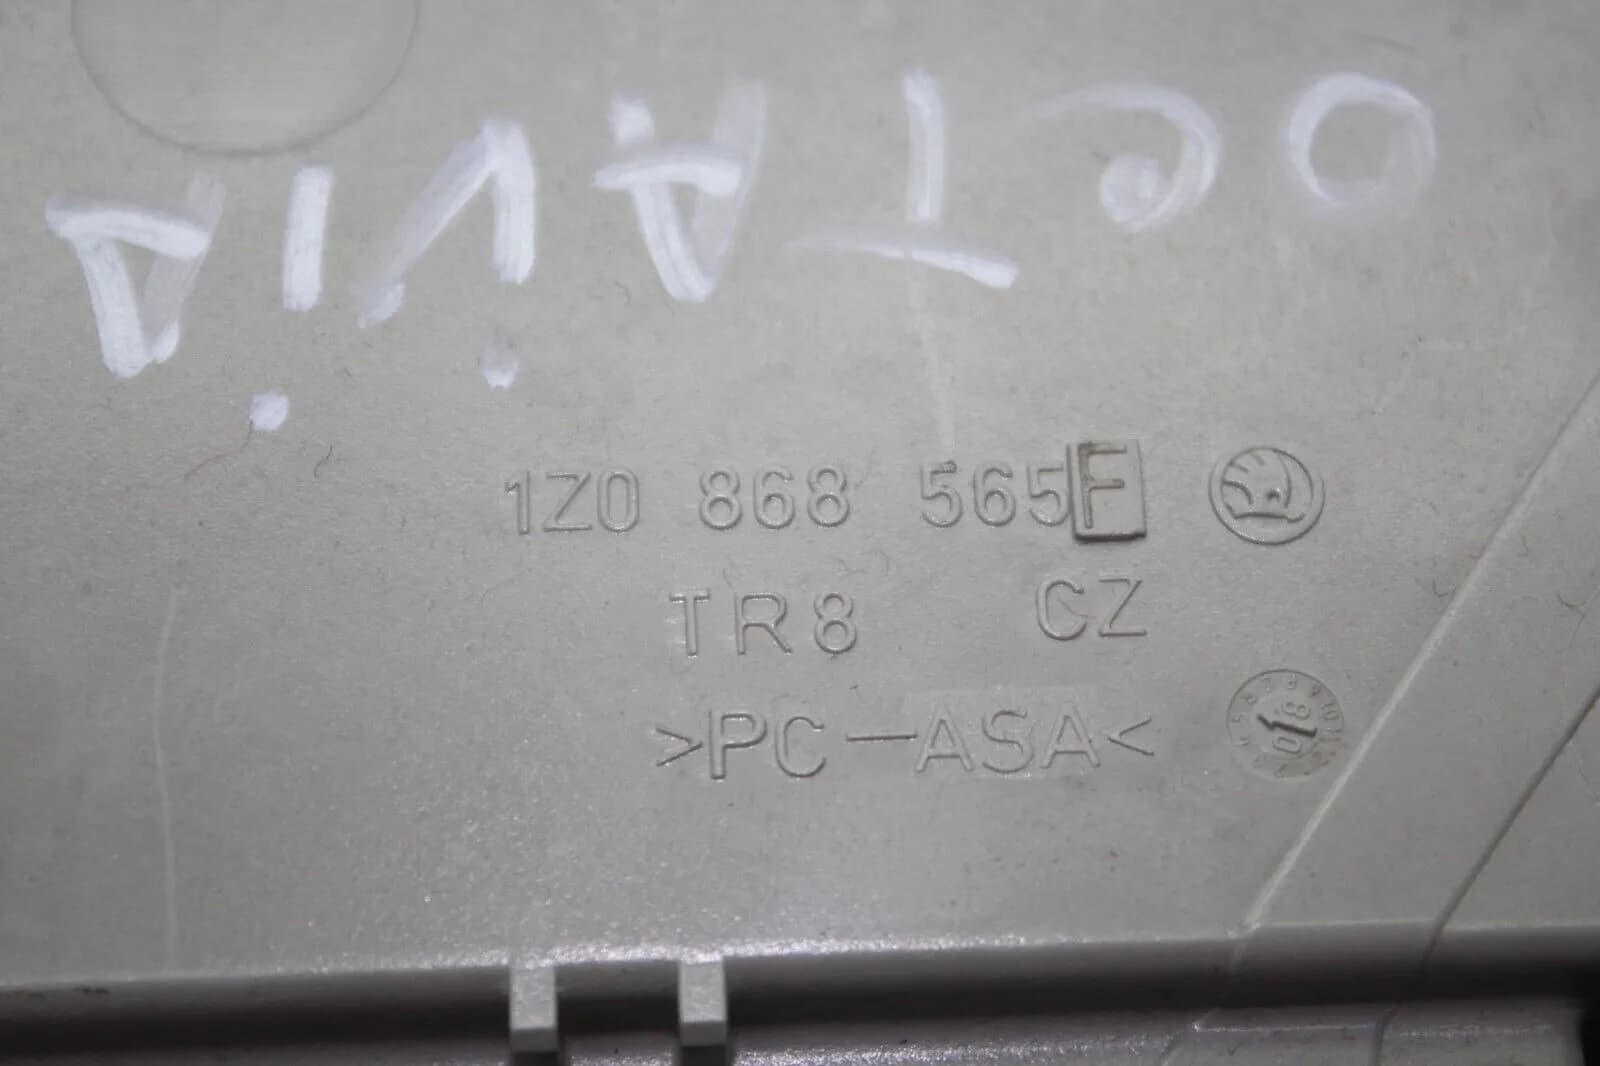 OCTAViA
1Z0 868 565F
TR8 CZ
>PC-ASA<